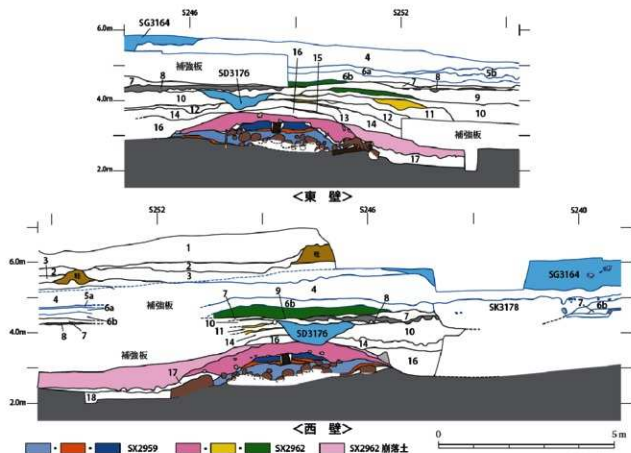 S246 S252
6.0m
SG3164
16 15 4
補強板 6a 5b
7 8 SD3176 6b 7 8
4.0m
10 9
12 12 11 10
14 13 14
16 補強板
17
2.0m
<東 壁>
S252 S246 S240
1
6.0m
3 2 2 畦
畦 3 SG3164
4 5a 補強板 9 4
6a 7 6b 8 SK3178 7 6b
6b 10 7
4.0m
8 7 11 SD3176 10
14 16 14
補強板 16
17
2.0m
18
<西 壁>
SX2959 SX2962 SX2962 崩落土
0 5 m